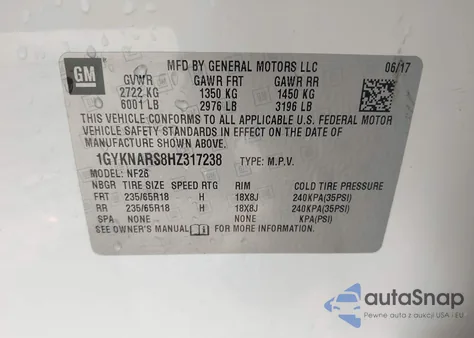 GM
MFD BY GENERAL MOTORS LLC 06/17
GVWR GAWR FRT GAWR RR
2722 KG 1350 KG 1450 KG
6001 LB 2976 LB 3196 LB
THIS VEHICLE CONFORMS TO ALL APPLICABLE U.S. FEDERAL MOTOR
VEHICLE SAFETY STANDARDS IN EFFECT ON THE DATE OF
MANUFACTURE SHOWN ABOVE.
1GYKNARS8HZ317238 TYPE: M.P.V.
MODEL: NF26
NBGR TIRE SIZE SPEED RTG RIM COLD TIRE PRESSURE
FRT 235/65R18 H 18X8J 240KPA(35PSI)
RR 235/65R18 H 18X8J 240KPA(35PSI)
SPA NONE NONE KPA(PSI)
SEE OWNER'S MANUAL FOR MORE INFORMATION.
autoSnap
Pewne auta z aukcji USA i EU